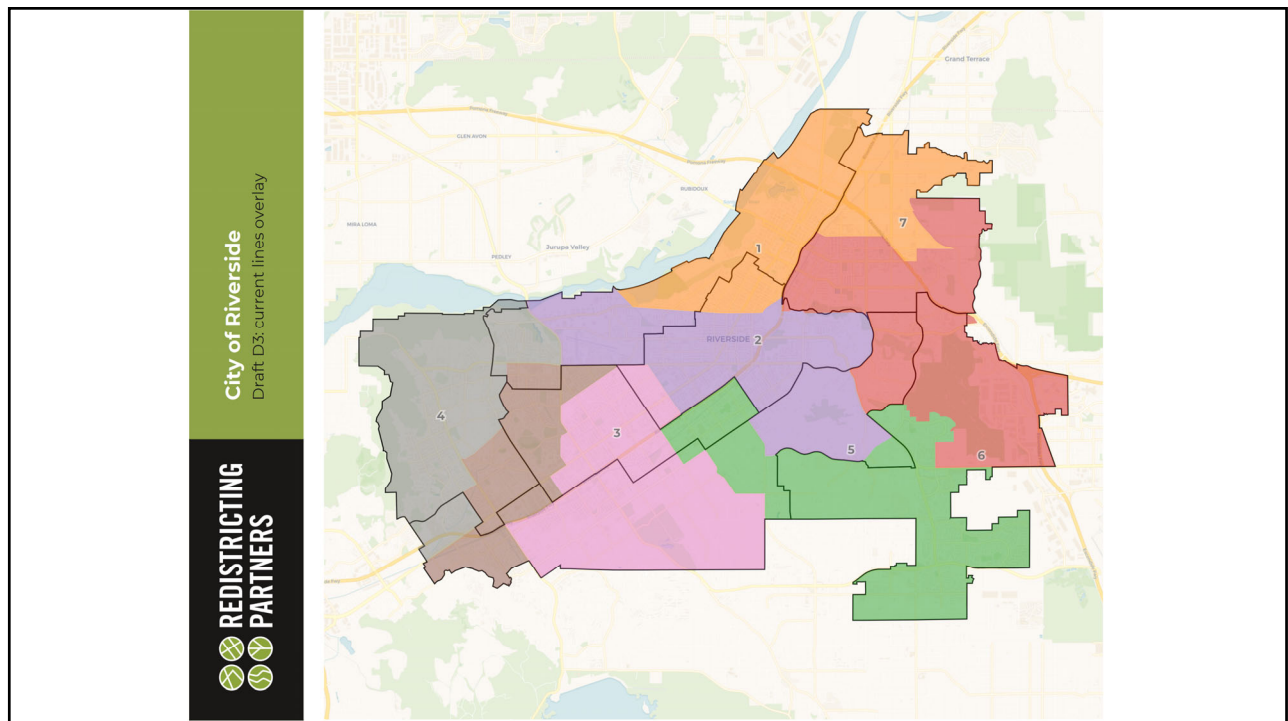 City of Riverside
Draft D3: current lines overlay
REDISTRICTING
PARTNERS
Grand Terrace
GLEN AVON
RUBIDOUX
MIRA LOMA
Jurupa Valley
PEDLEY
7
1
RIVERSIDE 2
4
3
5
6